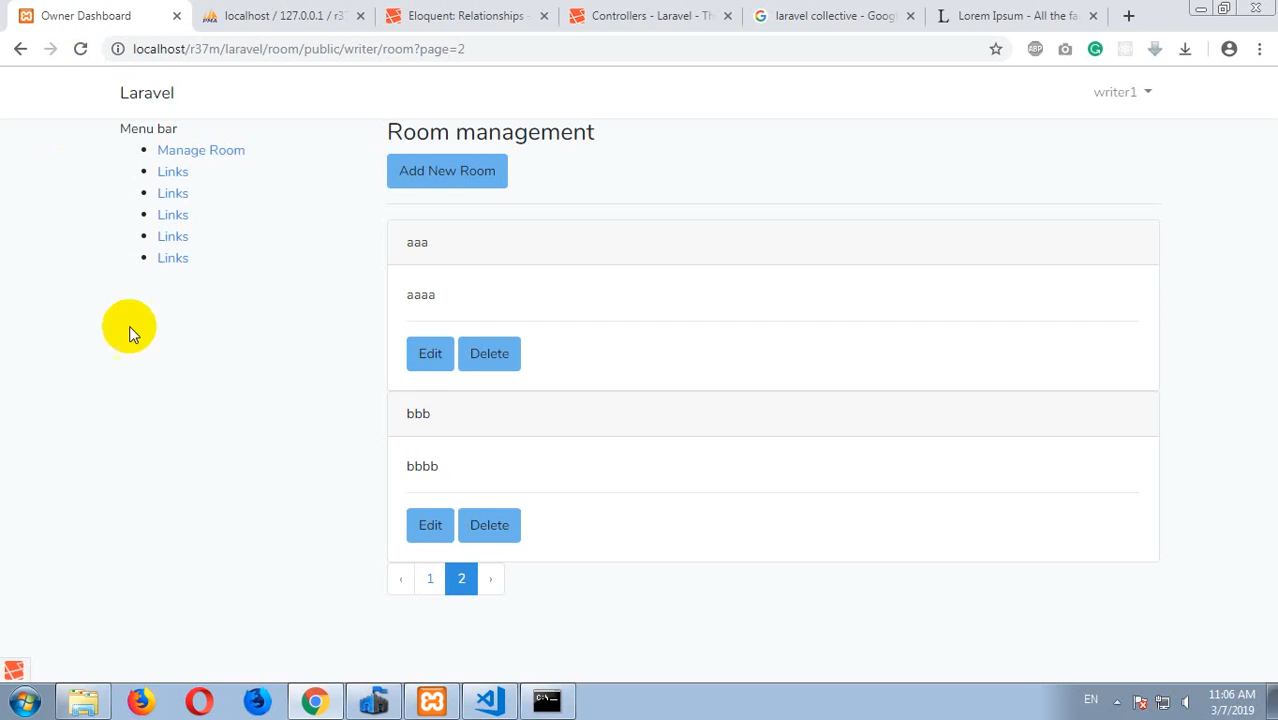 Owner Dashboard
localhost / 127.0.0.1 / r37
Eloquent: Relationships -
Controllers - Laravel - Th
laravel collective - Goog
Lorem Ipsum - All the fa
localhost/r37m/laravel/room/public/writer/room?page=2
ABP
Laravel
writer1
Menu bar
Manage Room
Links
Links
Links
Links
Links
Room management
Add New Room
aaa
aaaa
Edit
Delete
bbb
bbbb
Edit
Delete
‹ 1 2 ›
EN
11:06 AM
3/7/2019